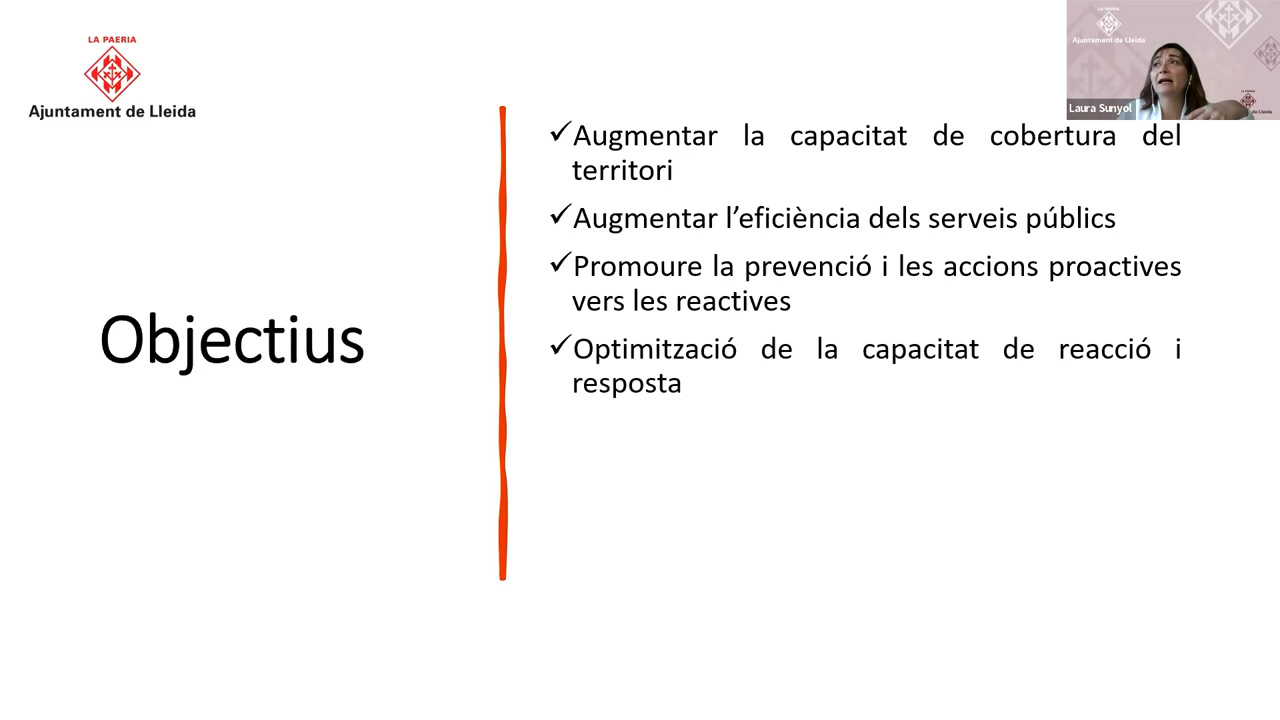 LA PAERIA
Ajuntament de Lleida
Objectius
✓Augmentar la capacitat de cobertura del
territori
✓Augmentar l’eficiència dels serveis públics
✓Promoure la prevenció i les accions proactives
vers les reactives
✓Optimització de la capacitat de reacció i
resposta
LA PAERIA
Ajuntament de Lleida
Laura Sunyol
de Lleida